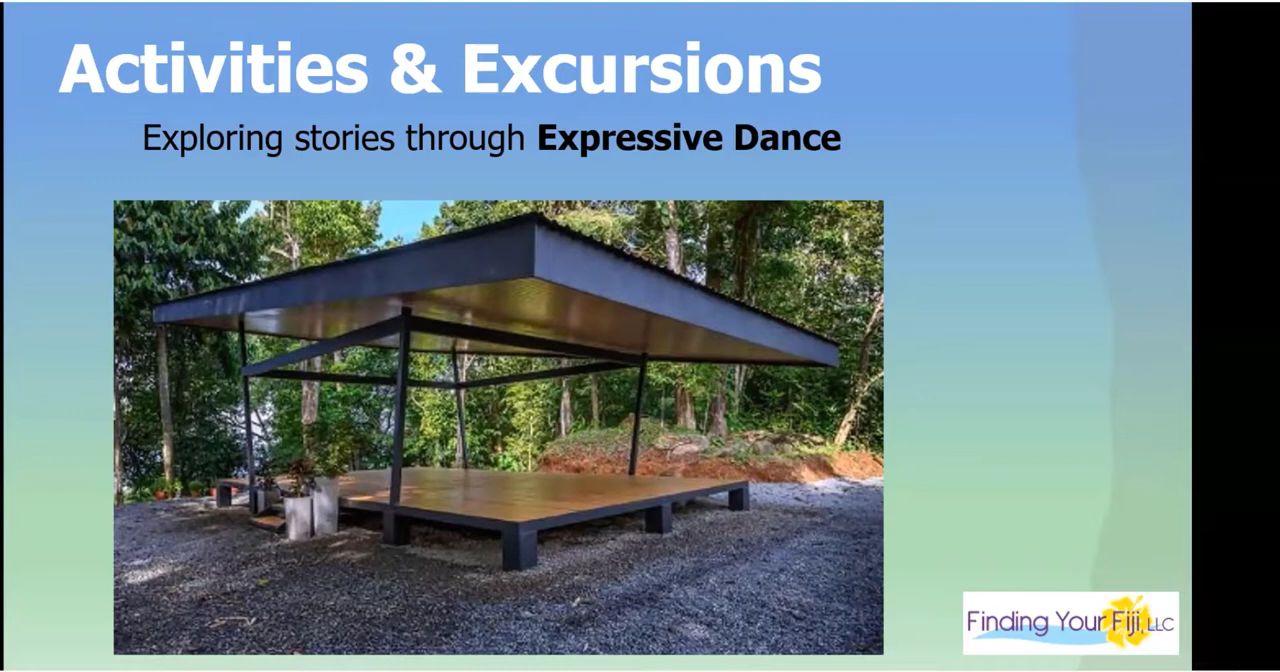 Activities & Excursions
Exploring stories through Expressive Dance
Finding Your Fiji, LLC